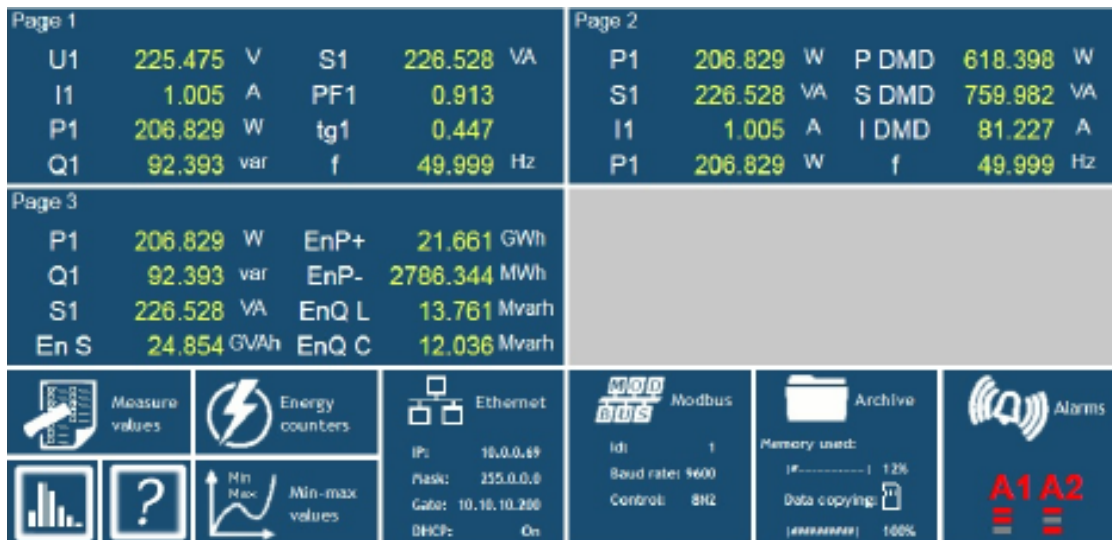 Page 1
U1 225.475 V S1 226.528 VA
I1 1.005 A PF1 0.913
P1 206.829 W tg1 0.447
Q1 92.393 var f 49.999 Hz
Page 2
P1 206.829 W P DMD 618.398 W
S1 226.528 VA S DMD 759.982 VA
I1 1.005 A I DMD 81.227 A
P1 206.829 W f 49.999 Hz
Page 3
P1 206.829 W EnP+ 21.661 GWh
Q1 92.393 var EnP- 2786.344 MWh
S1 226.528 VA EnQ L 13.761 Mvarh
En S 24.854 GVAh EnQ C 12.036 Mvarh
Measure
values
Energy
counters
?
Min
Max
Min-max
values
Ethernet
IP: 10.0.0.69
Mask: 255.0.0.0
Gate: 10.10.10.200
DHCP: On
MOD
BUS
Modbus
Id: 1
Baud rate: 9600
Control: 8N2
Archive
Memory used:
|#-----------| 12%
Data copying:
|##########| 100%
Alarms
A1 A2